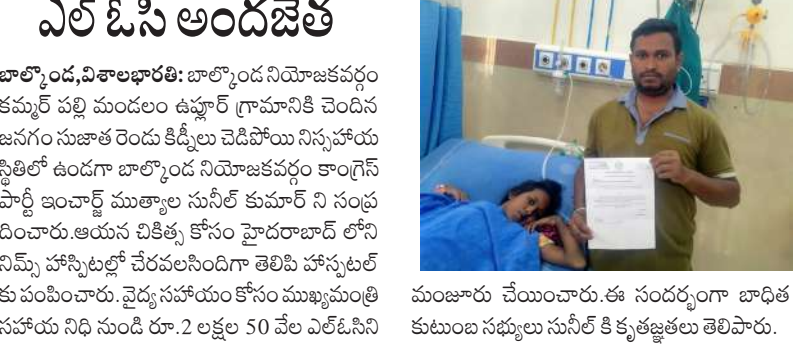 ఎల్ ఓసి అందజేత
బాల్కొండ,విశాలభారతి: బాల్కొండ నియోజకవర్గం
కమ్మర్ పల్లి మండలం ఉప్లూర్ గ్రామానికి చెందిన
జనగం సుజాత రెండు కిడ్నీలు చెడిపోయి నిస్సహాయ
స్థితిలో ఉండగా బాల్కొండ నియోజకవర్గం కాంగ్రెస్
పార్టీ ఇంచార్జ్ ముత్యాల సునీల్ కుమార్ ని సంప్ర
దించారు.ఆయన చికిత్స కోసం హైదరాబాద్ లోని
నిమ్స్ హాస్పిటల్లో చేరవలసిందిగా తెలిపి హాస్పటల్
కు పంపించారు. వైద్య సహాయం కోసం ముఖ్యమంత్రి
సహాయ నిధి నుండి రూ.2 లక్షల 50 వేల ఎల్ఓసిని
మంజూరు చేయించారు.ఈ సందర్భంగా బాధిత
కుటుంబ సభ్యులు సునీల్ కి కృతజ్ఞతలు తెలిపారు.